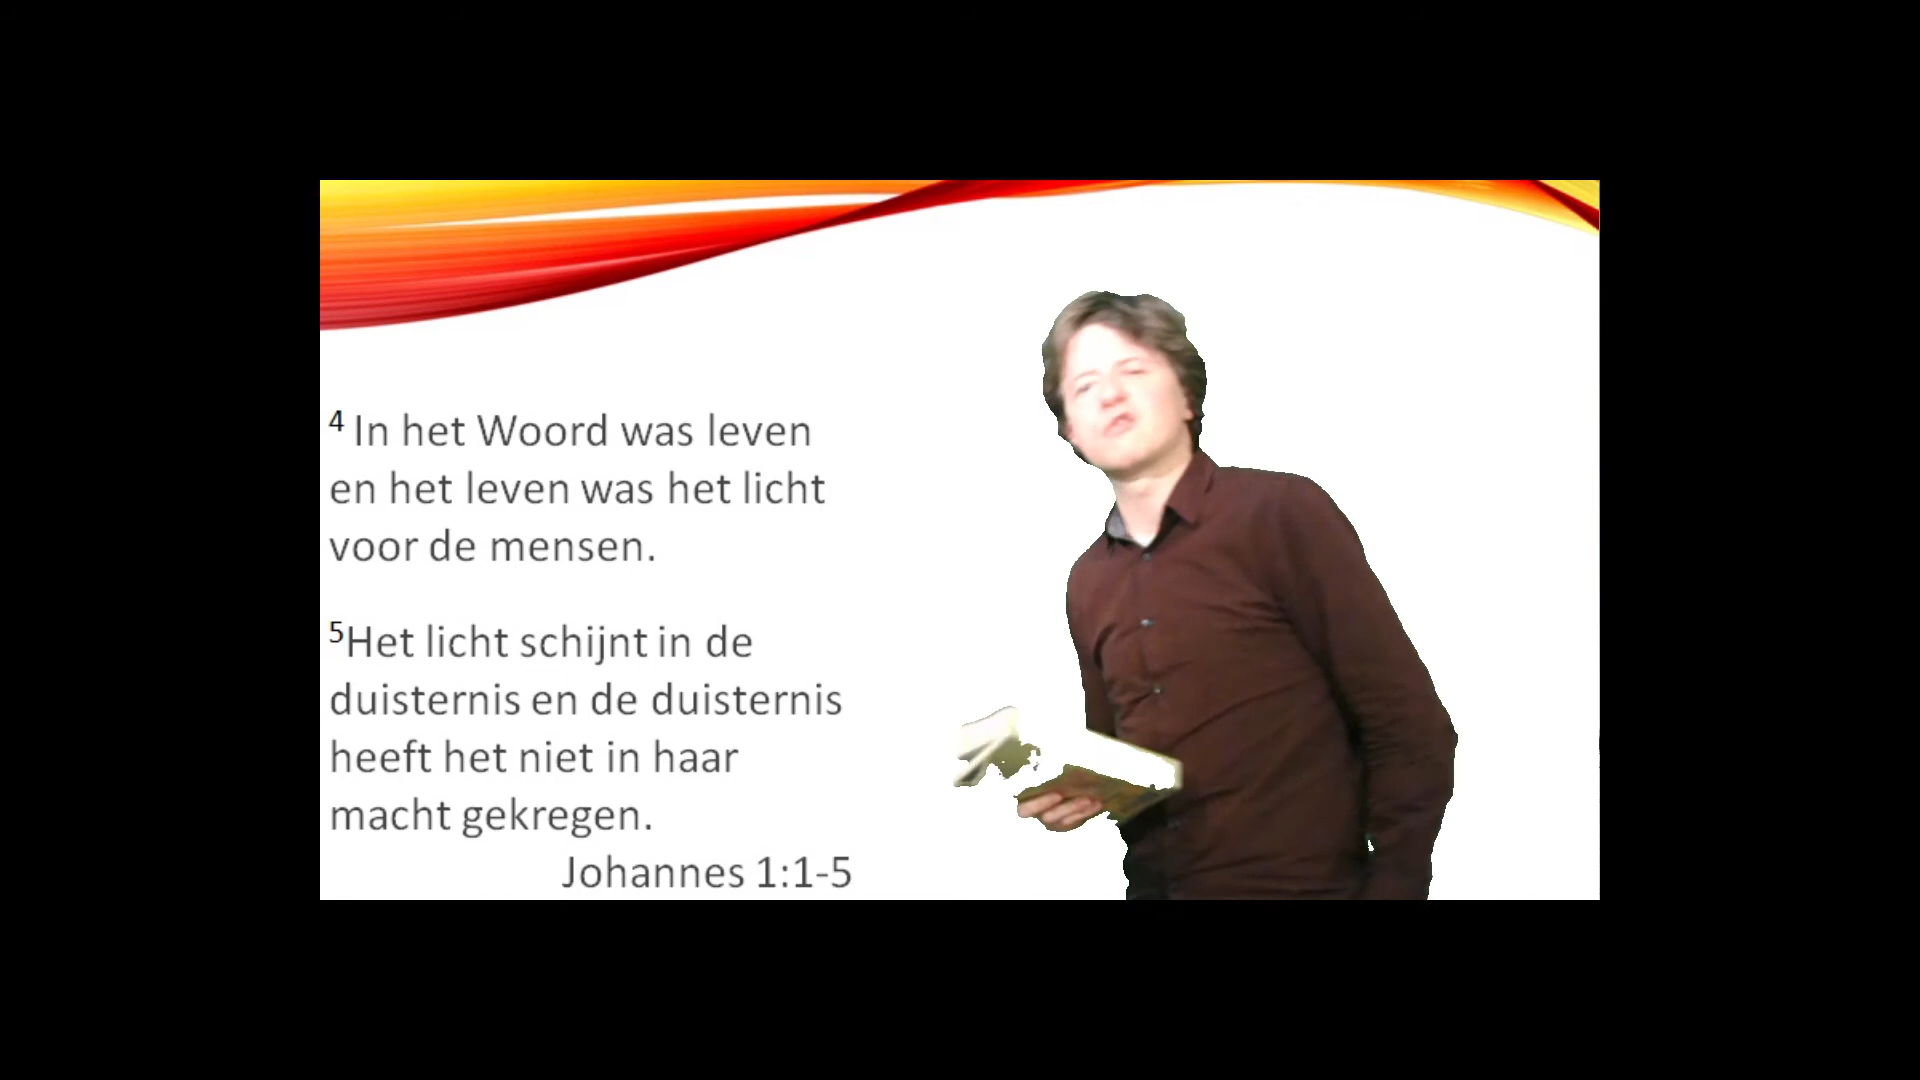 4 In het Woord was leven
en het leven was het licht
voor de mensen.
5Het licht schijnt in de
duisternis en de duisternis
heeft het niet in haar
macht gekregen.
Johannes 1:1-5